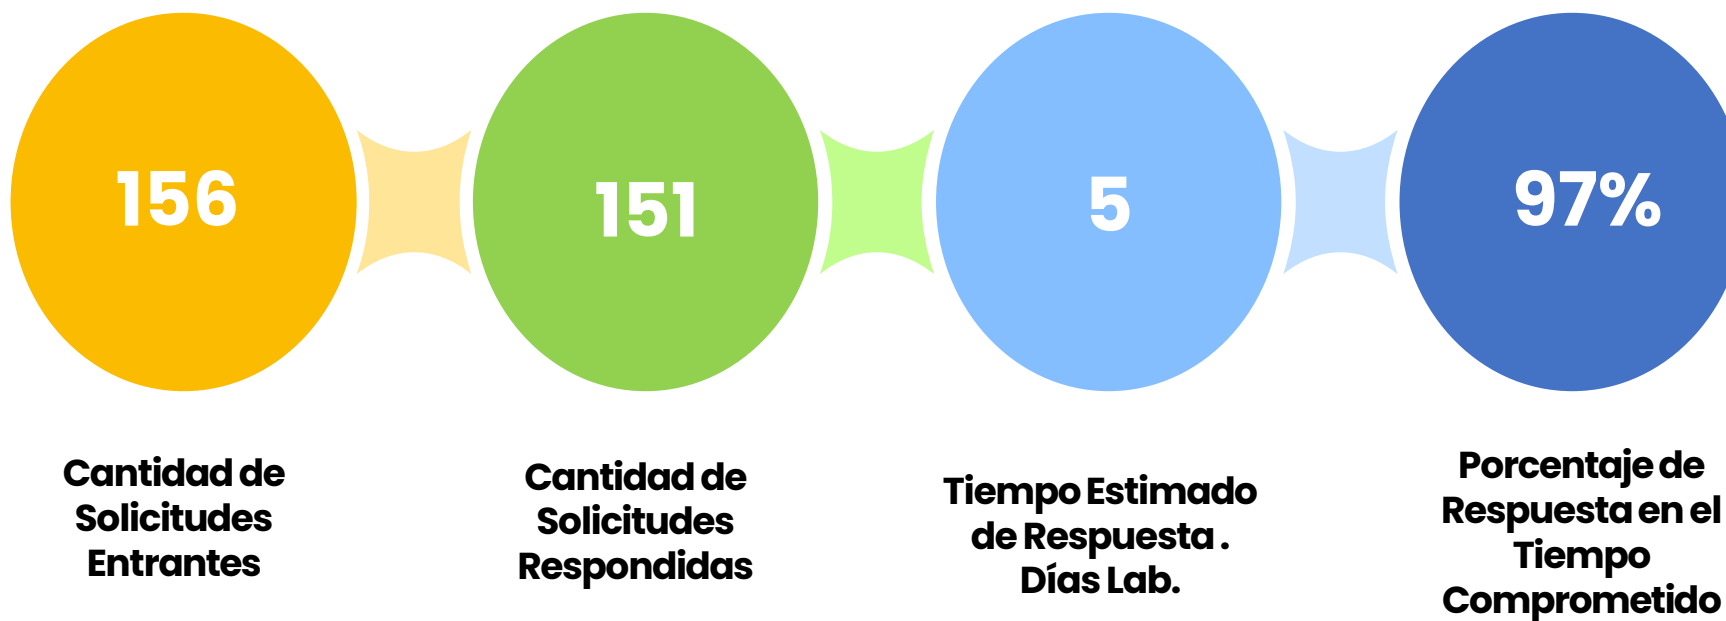 156
151
5
97%
Cantidad de
Solicitudes
Entrantes
Cantidad de
Solicitudes
Respondidas
Tiempo Estimado
de Respuesta .
Días Lab.
Porcentaje de
Respuesta en el
Tiempo
Comprometido